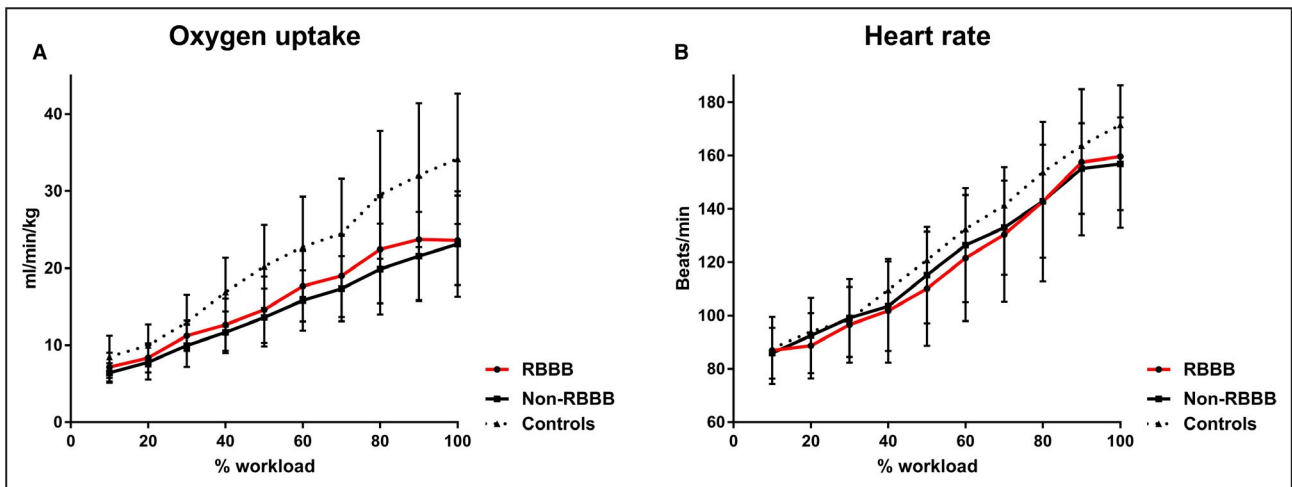 Oxygen uptake
A
ml/min/kg
40
30
20
10
0
0 20 40 60 80 100
% workload
RBBB
Non-RBBB
Controls
Heart rate
B
Beats/min
180
160
140
120
100
80
60
0 20 40 60 80 100
% workload
RBBB
Non-RBBB
Controls